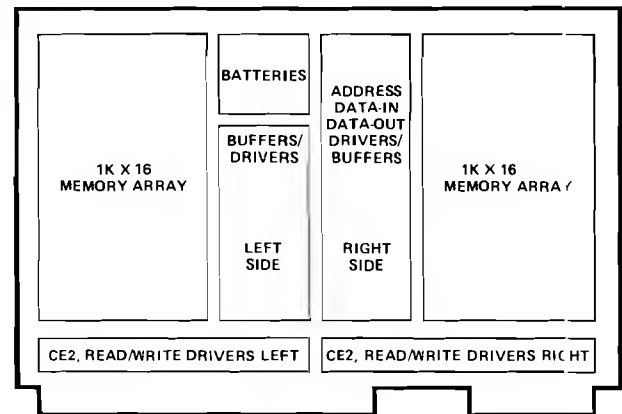 1K X 16
MEMORY ARRAY
BATTERIES
BUFFERS/
DRIVERS
LEFT
SIDE
ADDRESS
DATA-IN
DATA-OUT
DRIVERS/
BUFFERS
RIGHT
SIDE
1K X 16
MEMORY ARRAY
CE2, READ/WRITE DRIVERS LEFT
CE2, READ/WRITE DRIVERS RIGHT